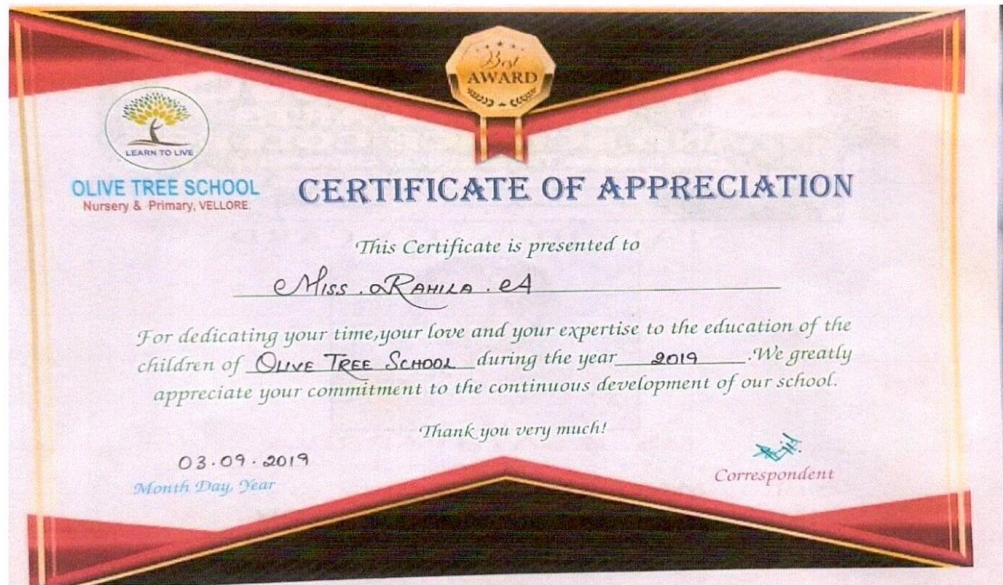 Best
AWARD
LEARN TO LIVE
OLIVE TREE SCHOOL
Nursery & Primary, VELLORE.
CERTIFICATE OF APPRECIATION
This Certificate is presented to
Miss. RAHILA. A
For dedicating your time,your love and your expertise to the education of the
children of OLIVE TREE SCHOOL during the year 2019 .We greatly
appreciate your commitment to the continuous development of our school.
Thank you very much!
03.09.2019
Month Day, Year
Correspondent